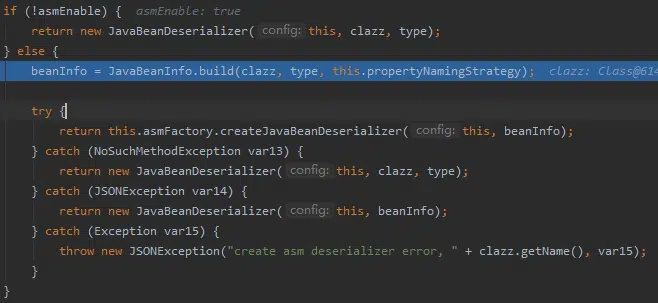 if (!asmEnable) {  asmEnable: true
    return new JavaBeanDeserializer( config: this, clazz, type);
} else {
    beanInfo = JavaBeanInfo.build(clazz, type, this.propertyNamingStrategy);  clazz: Class@614
    try {
        return this.asmFactory.createJavaBeanDeserializer( config: this, beanInfo);
    } catch (NoSuchMethodException var13) {
        return new JavaBeanDeserializer( config: this, clazz, type);
    } catch (JSONException var14) {
        return new JavaBeanDeserializer( config: this, beanInfo);
    } catch (Exception var15) {
        throw new JSONException("create asm deserializer error, " + clazz.getName(), var15);
    }
}